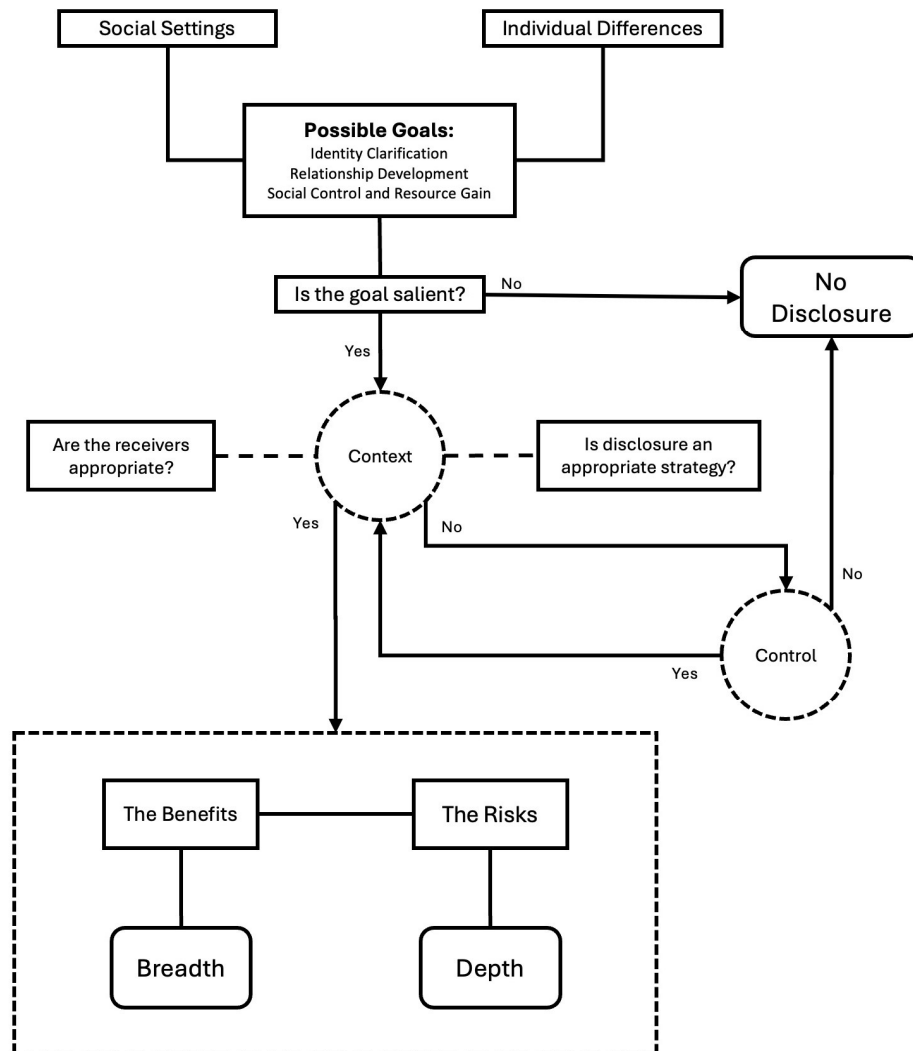 Social Settings
Individual Differences
Possible Goals:
Identity Clarification
Relationship Development
Social Control and Resource Gain
Is the goal salient?
No
No
Disclosure
Yes
Are the receivers
appropriate?
Context
Is disclosure an
appropriate strategy?
Yes
No
No
Control
Yes
The Benefits
The Risks
Breadth
Depth